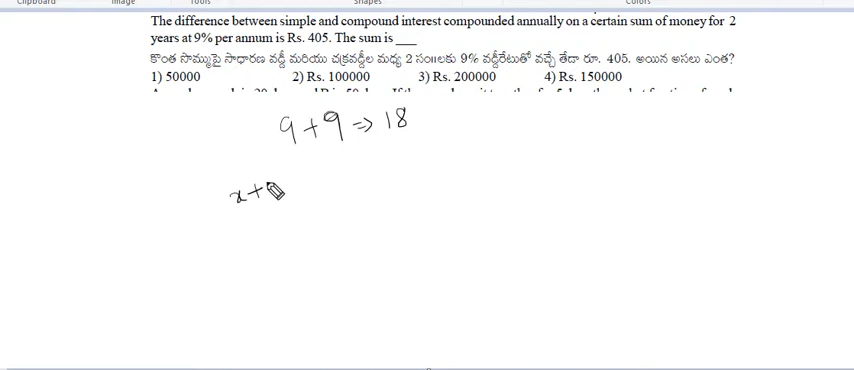 Clipboard Image Tools Shapes Colors
The difference between simple and compound interest compounded annually on a certain sum of money for 2
years at 9% per annum is Rs. 405. The sum is ___
కొంత సొమ్ముపై సాధారణ వడ్డీ మరియు చక్రవడ్డీల మధ్య 2 సం॥లకు 9% వడ్డీరేటుతో వచ్చే తేడా రూ. 405. అయిన అసలు ఎంత?
1) 50000 2) Rs. 100000 3) Rs. 200000 4) Rs. 150000
9 + 9 => 18
x +